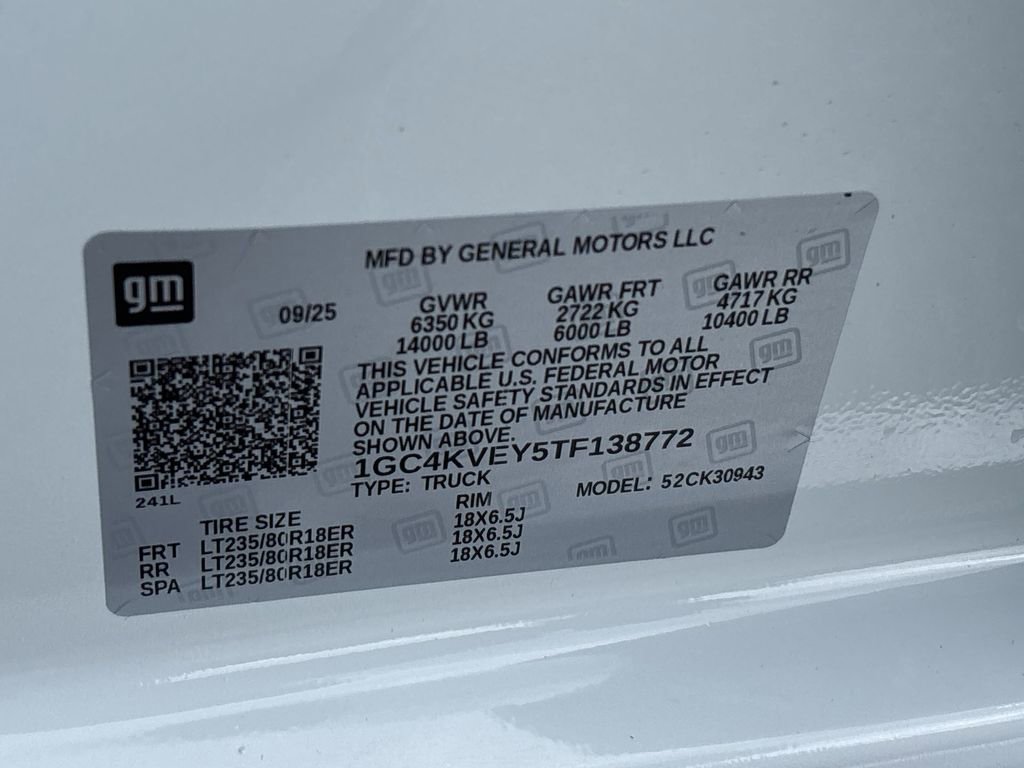 gm
MFD BY GENERAL MOTORS LLC
09/25
GVWR
6350 KG
14000 LB
GAWR FRT
2722 KG
6000 LB
GAWR RR
4717 KG
10400 LB
THIS VEHICLE CONFORMS TO ALL
APPLICABLE U.S. FEDERAL MOTOR
VEHICLE SAFETY STANDARDS IN EFFECT
ON THE DATE OF MANUFACTURE
SHOWN ABOVE.
1GC4KVEY5TF138772
TYPE: TRUCK
MODEL: 52CK30943
241L
TIRE SIZE RIM
FRT LT235/80R18ER 18X6.5J
RR LT235/80R18ER 18X6.5J
SPA LT235/80R18ER 18X6.5J